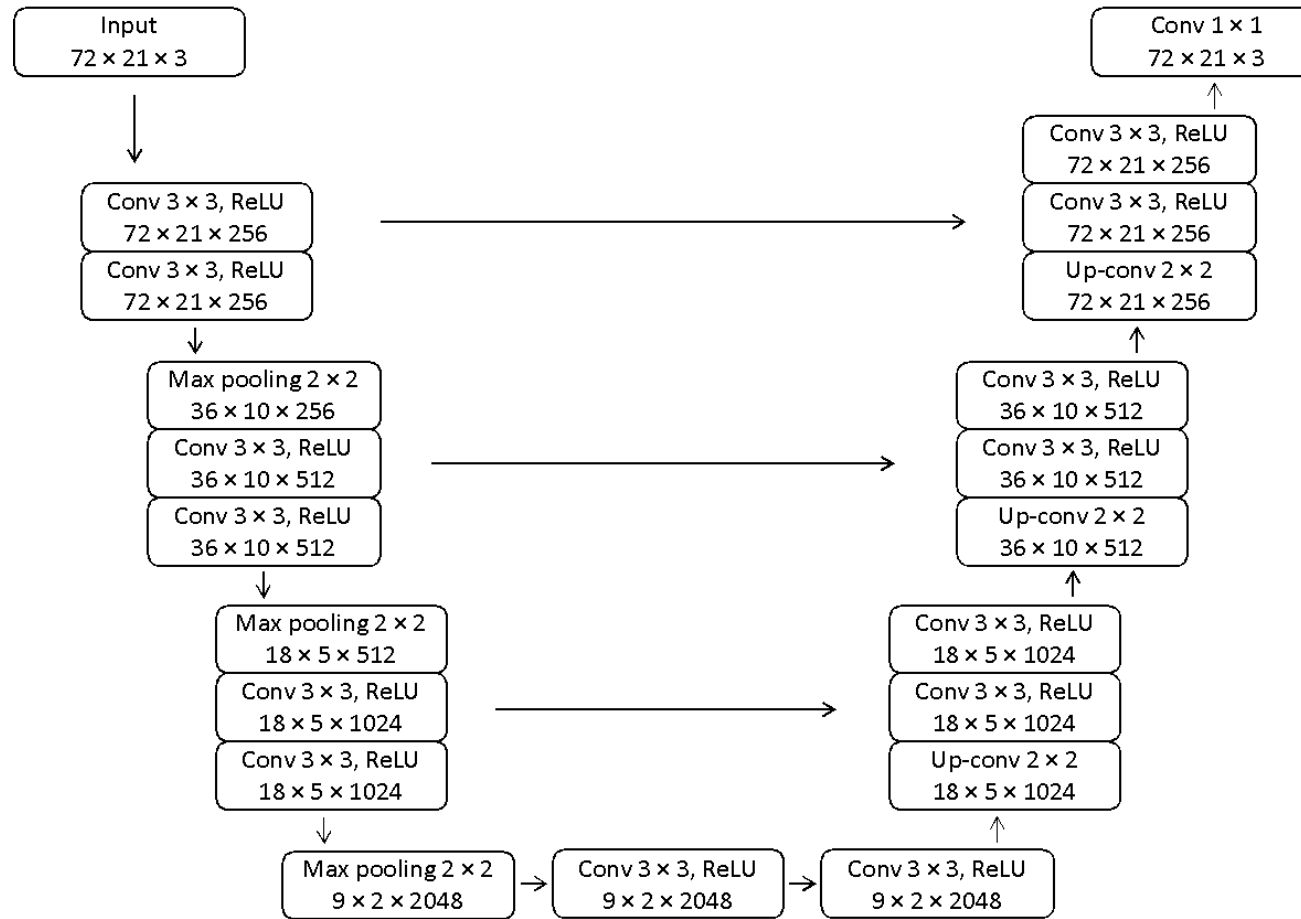 Input
72 × 21 × 3
Conv 3 × 3, ReLU
72 × 21 × 256
Conv 3 × 3, ReLU
72 × 21 × 256
Max pooling 2 × 2
36 × 10 × 256
Conv 3 × 3, ReLU
36 × 10 × 512
Conv 3 × 3, ReLU
36 × 10 × 512
Max pooling 2 × 2
18 × 5 × 512
Conv 3 × 3, ReLU
18 × 5 × 1024
Conv 3 × 3, ReLU
18 × 5 × 1024
Max pooling 2 × 2
9 × 2 × 2048
Conv 3 × 3, ReLU
9 × 2 × 2048
Conv 3 × 3, ReLU
9 × 2 × 2048
Conv 1 × 1
72 × 21 × 3
Conv 3 × 3, ReLU
72 × 21 × 256
Conv 3 × 3, ReLU
72 × 21 × 256
Up-conv 2 × 2
72 × 21 × 256
Conv 3 × 3, ReLU
36 × 10 × 512
Conv 3 × 3, ReLU
36 × 10 × 512
Up-conv 2 × 2
36 × 10 × 512
Conv 3 × 3, ReLU
18 × 5 × 1024
Conv 3 × 3, ReLU
18 × 5 × 1024
Up-conv 2 × 2
18 × 5 × 1024